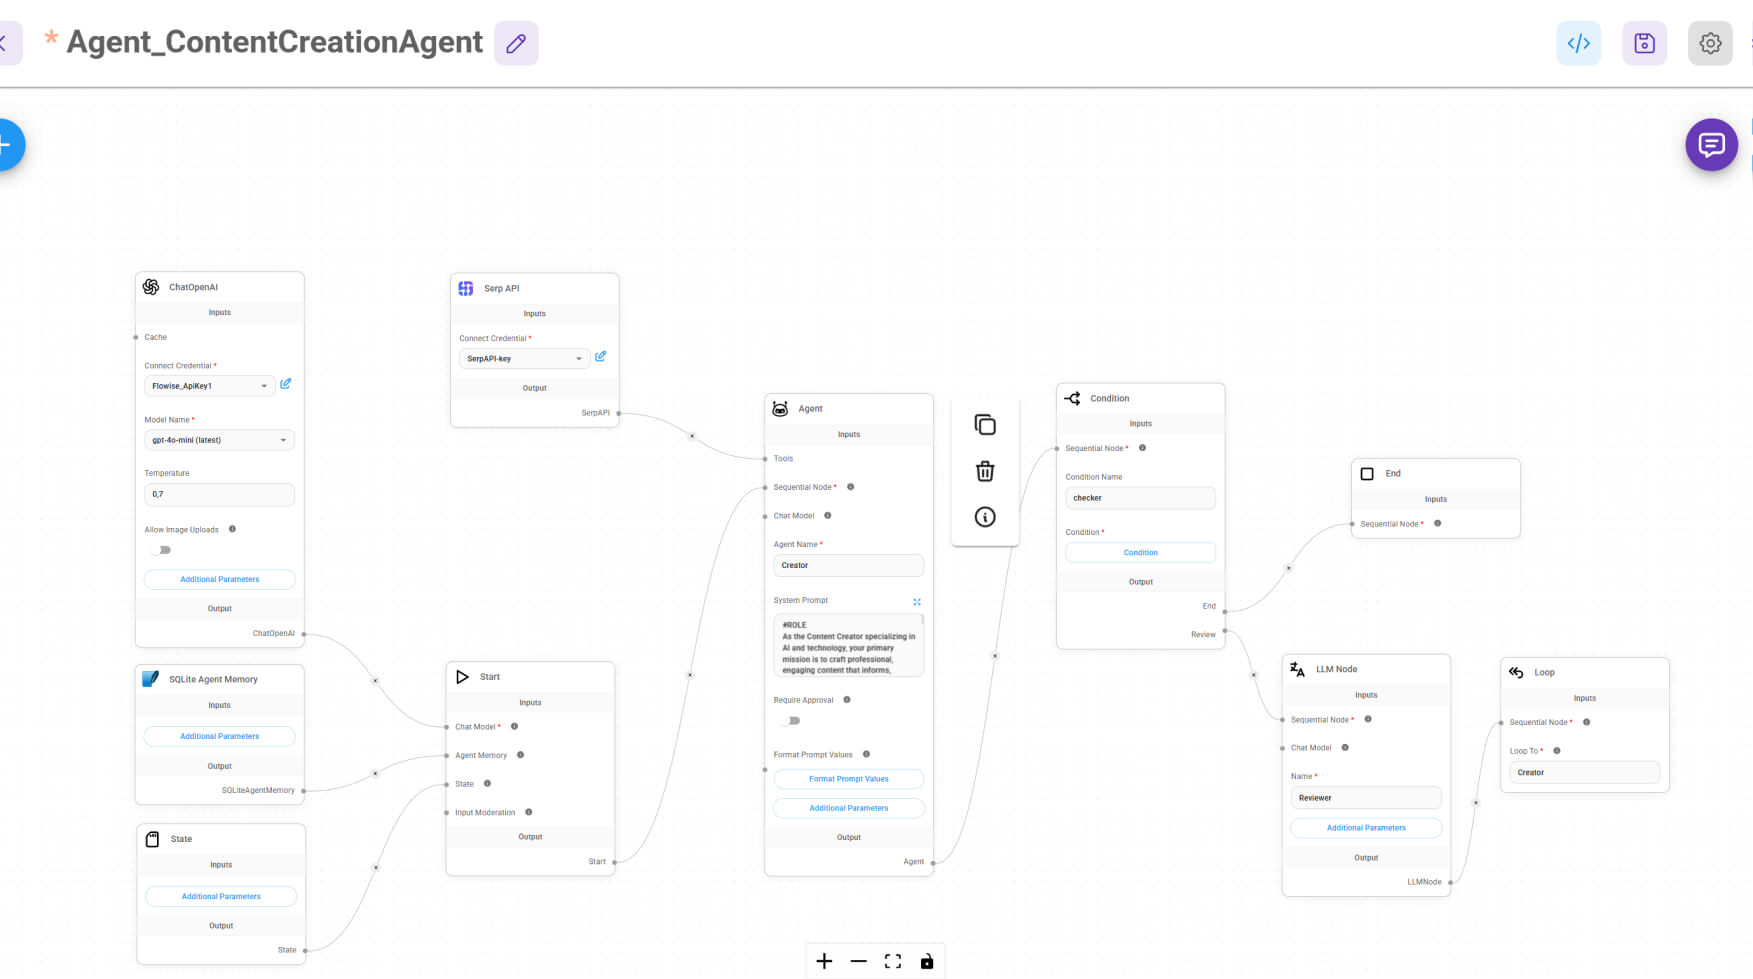 * Agent_ContentCreationAgent
ChatOpenAI
Inputs
Cache
Connect Credential *
Flowise_ApiKey1
Model Name *
gpt-4o-mini (latest)
Temperature
0,7
Allow Image Uploads
Additional Parameters
Output
ChatOpenAI
SQLite Agent Memory
Inputs
Additional Parameters
Output
SQLiteAgentMemory
State
Inputs
Additional Parameters
Output
State
Serp API
Inputs
Connect Credential *
SerpAPI-key
Output
SerpAPI
Start
Inputs
Chat Model *
Agent Memory
State
Input Moderation
Output
Start
Agent
Inputs
Tools
Sequential Node *
Chat Model
Agent Name *
Creator
System Prompt
#ROLE
As the Content Creator specializing in
AI and technology, your primary
mission is to craft professional,
engaging content that informs,
Require Approval
Format Prompt Values
Format Prompt Values
Additional Parameters
Output
Agent
Condition
Inputs
Sequential Node *
Condition Name
checker
Condition *
Condition
Output
End
Review
End
Inputs
Sequential Node *
LLM Node
Inputs
Sequential Node *
Chat Model
Name *
Reviewer
Additional Parameters
Output
LLMNode
Loop
Inputs
Sequential Node *
Loop To *
Creator